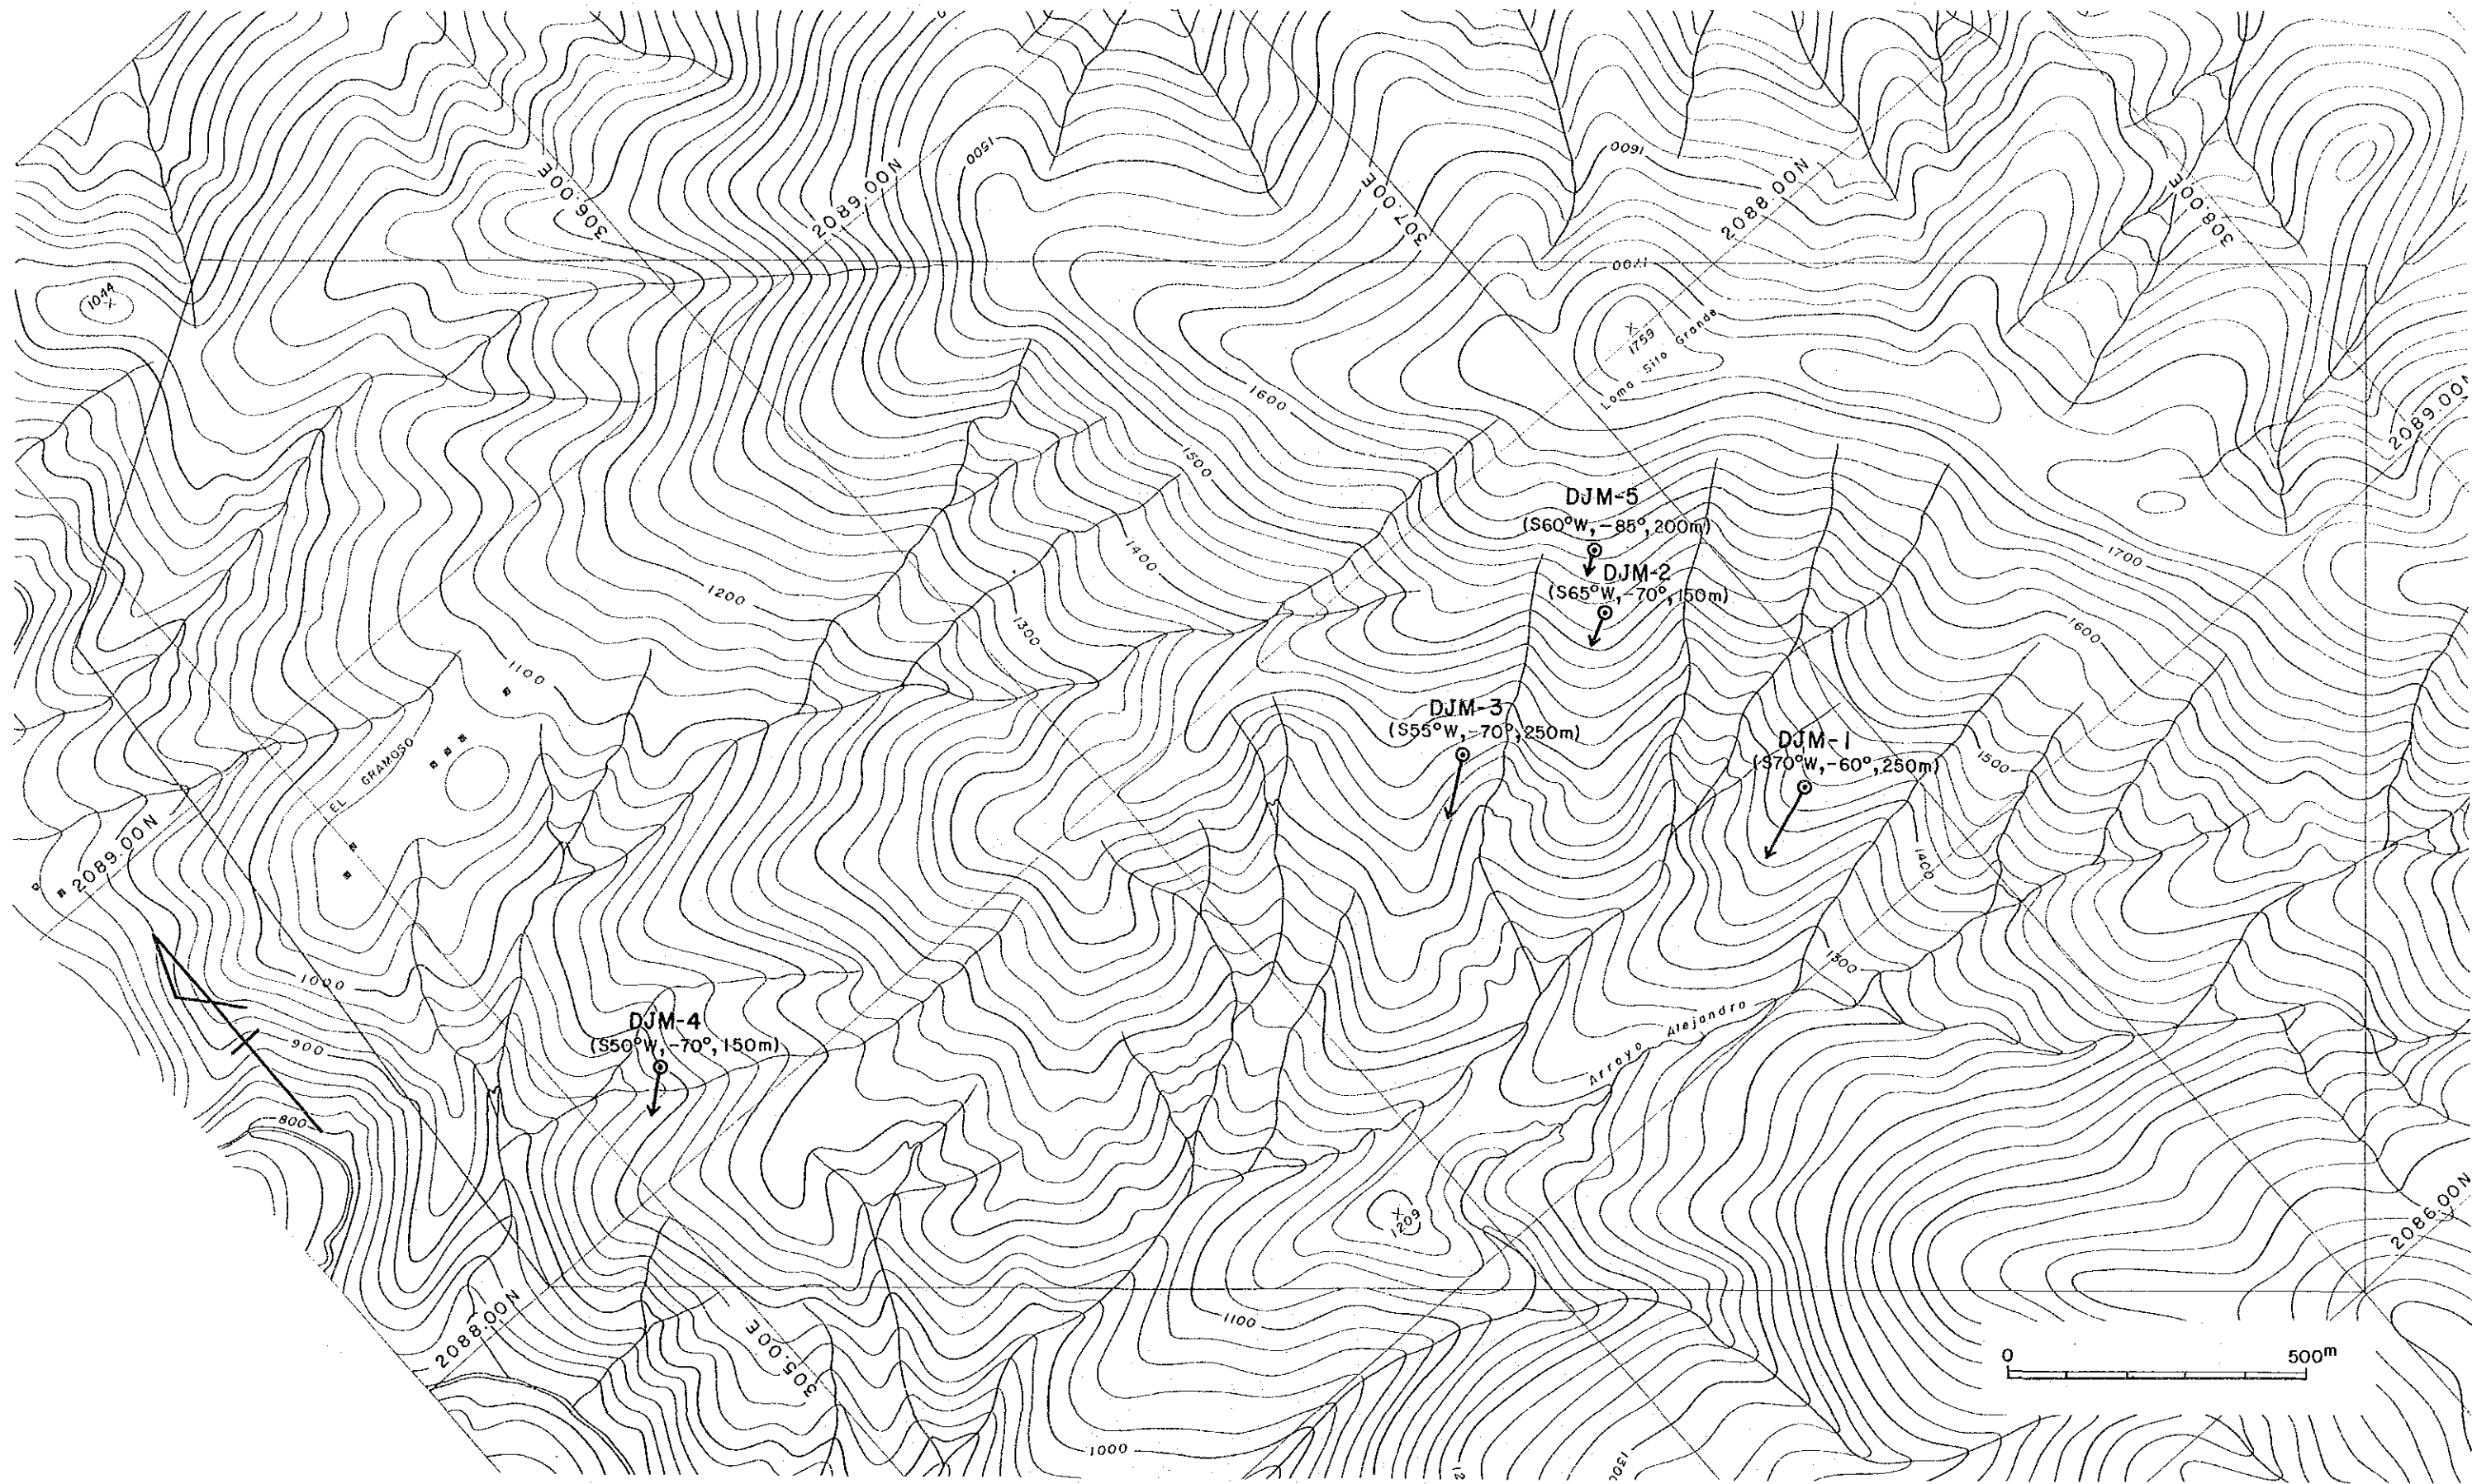 1500
1600
306.00E
2089.00N
307.00E
2088.00N
308.00E
1700
1044
1759
Loma Sito Grande
1600
2089.00N
1500
DJM-5
(S60°W, -85°, 200m)
1400
1700
DJM-2
(S65°W, -70°, 150m)
1200
1300
1600
1100
DJM-3
(S55°W, -70°, 250m)
DJM-1
(S70°W, -60°, 250m)
EL GRAMOSO
1500
2089.00N
1400
1300
1000
Arroyo Alejandro
DJM-4
(S50°W, -70°, 150m)
900
800
1209
2086.00N
2088.00N
305.00E
1100
0 500m
1000